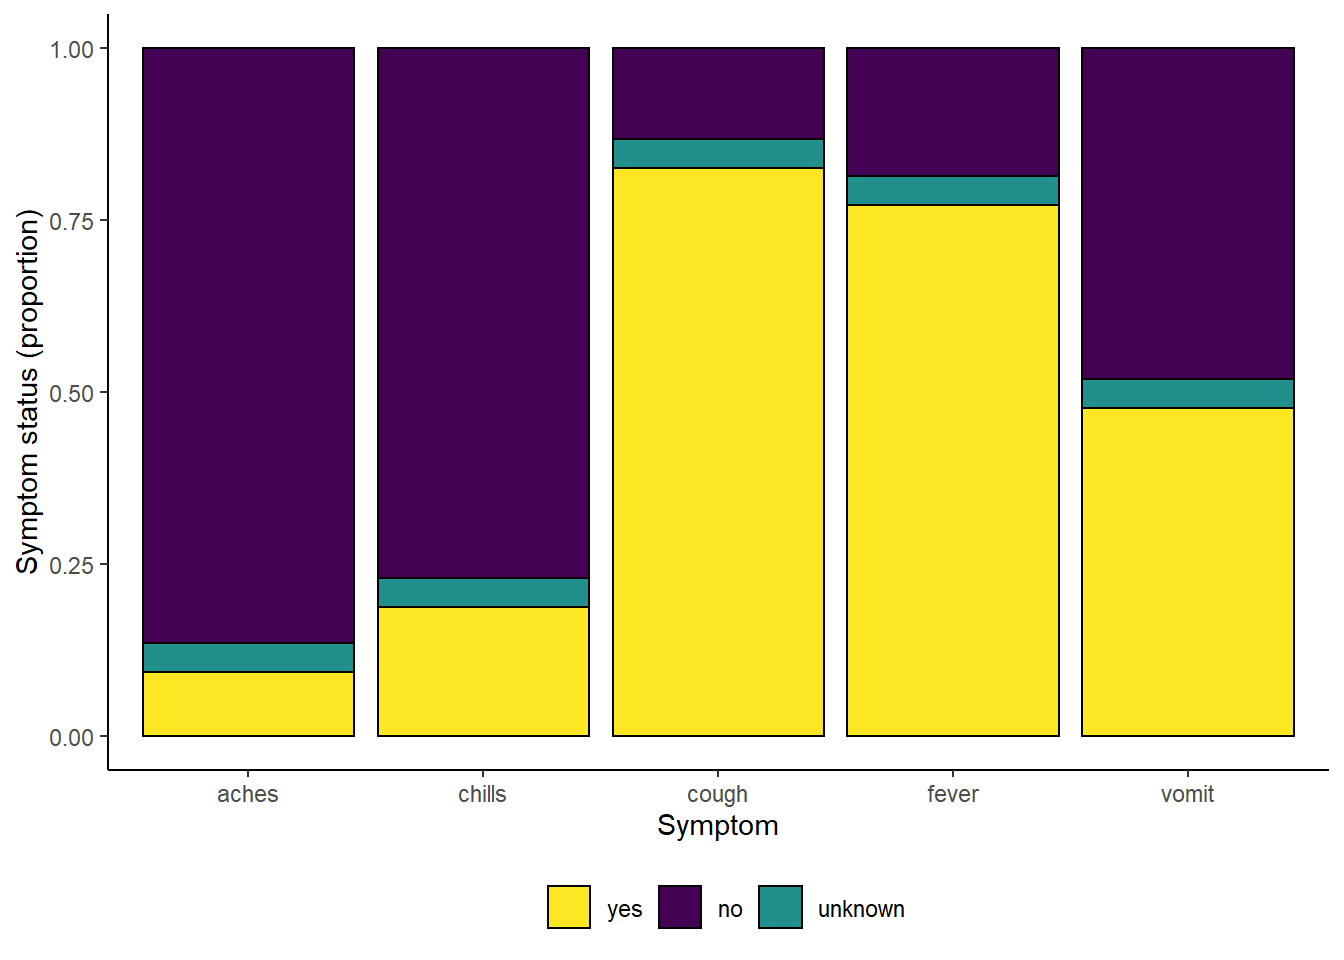 Symptom status (proportion)
1.00
0.75
0.50
0.25
0.00
aches chills cough fever vomit
Symptom
yes no unknown